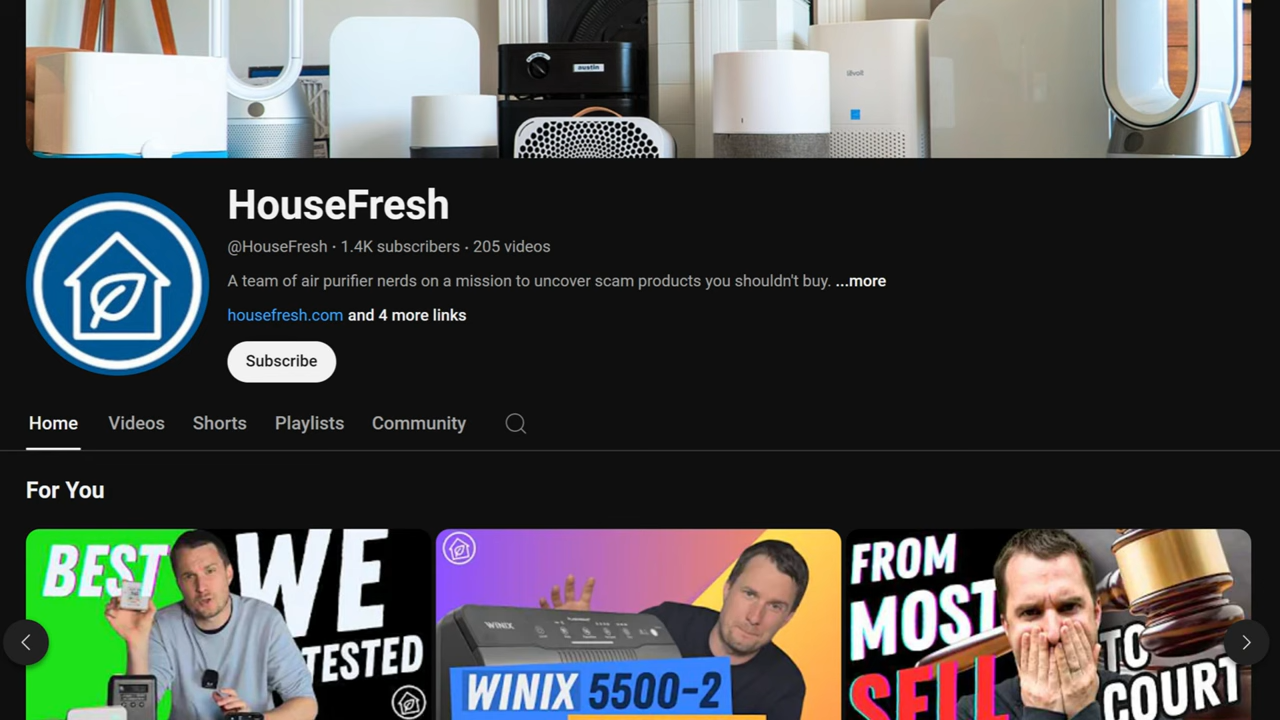 austin
levoit
HouseFresh
@HouseFresh · 1.4K subscribers · 205 videos
A team of air purifier nerds on a mission to uncover scam products you shouldn't buy. ...more
housefresh.com and 4 more links
Subscribe
Home Videos Shorts Playlists Community
For You
BEST WE
TESTED
WINIX
WINIX 5500-2
FROM
MOST
SELL TO
COURT